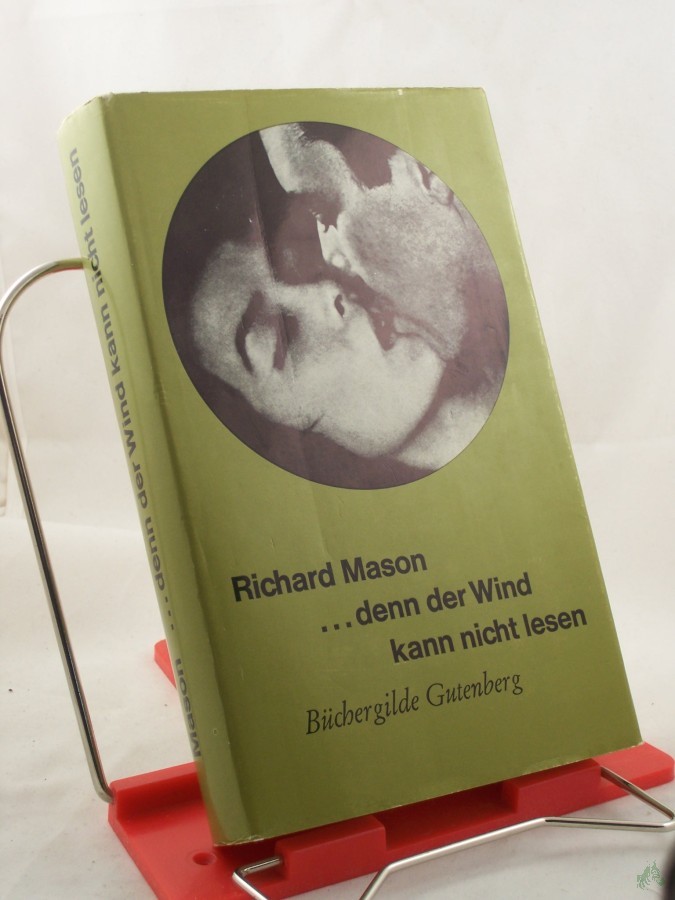 Richard Mason
...denn der Wind
kann nicht lesen
Büchergilde Gutenberg
Mason ...denn der Wind kann nicht lesen